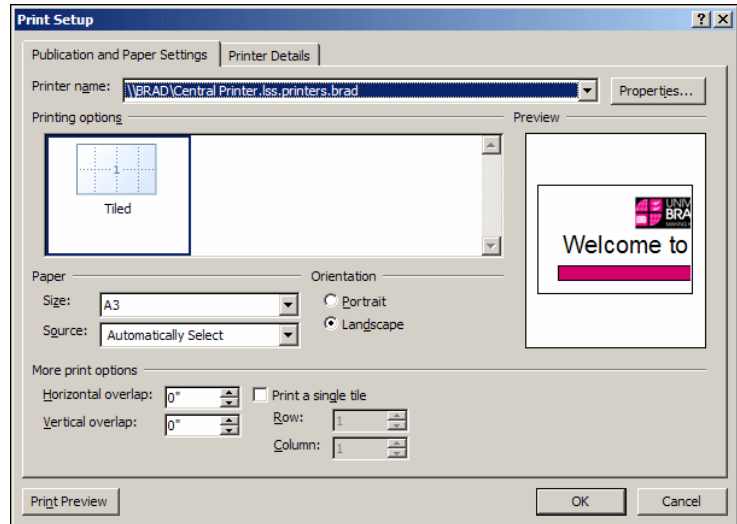 Print Setup
Publication and Paper Settings
Printer Details
Printer name: \\BRAD\Central Printer.lss.printers.brad
Properties...
Printing options
Preview
1
Tiled
UNIV
BRA
Welcome to
Paper
Orientation
Size: A3
Portrait
Source: Automatically Select
Landscape
More print options
Horizontal overlap: 0"
Print a single tile
Vertical overlap: 0"
Row: 1
Column: 1
Print Preview
OK
Cancel